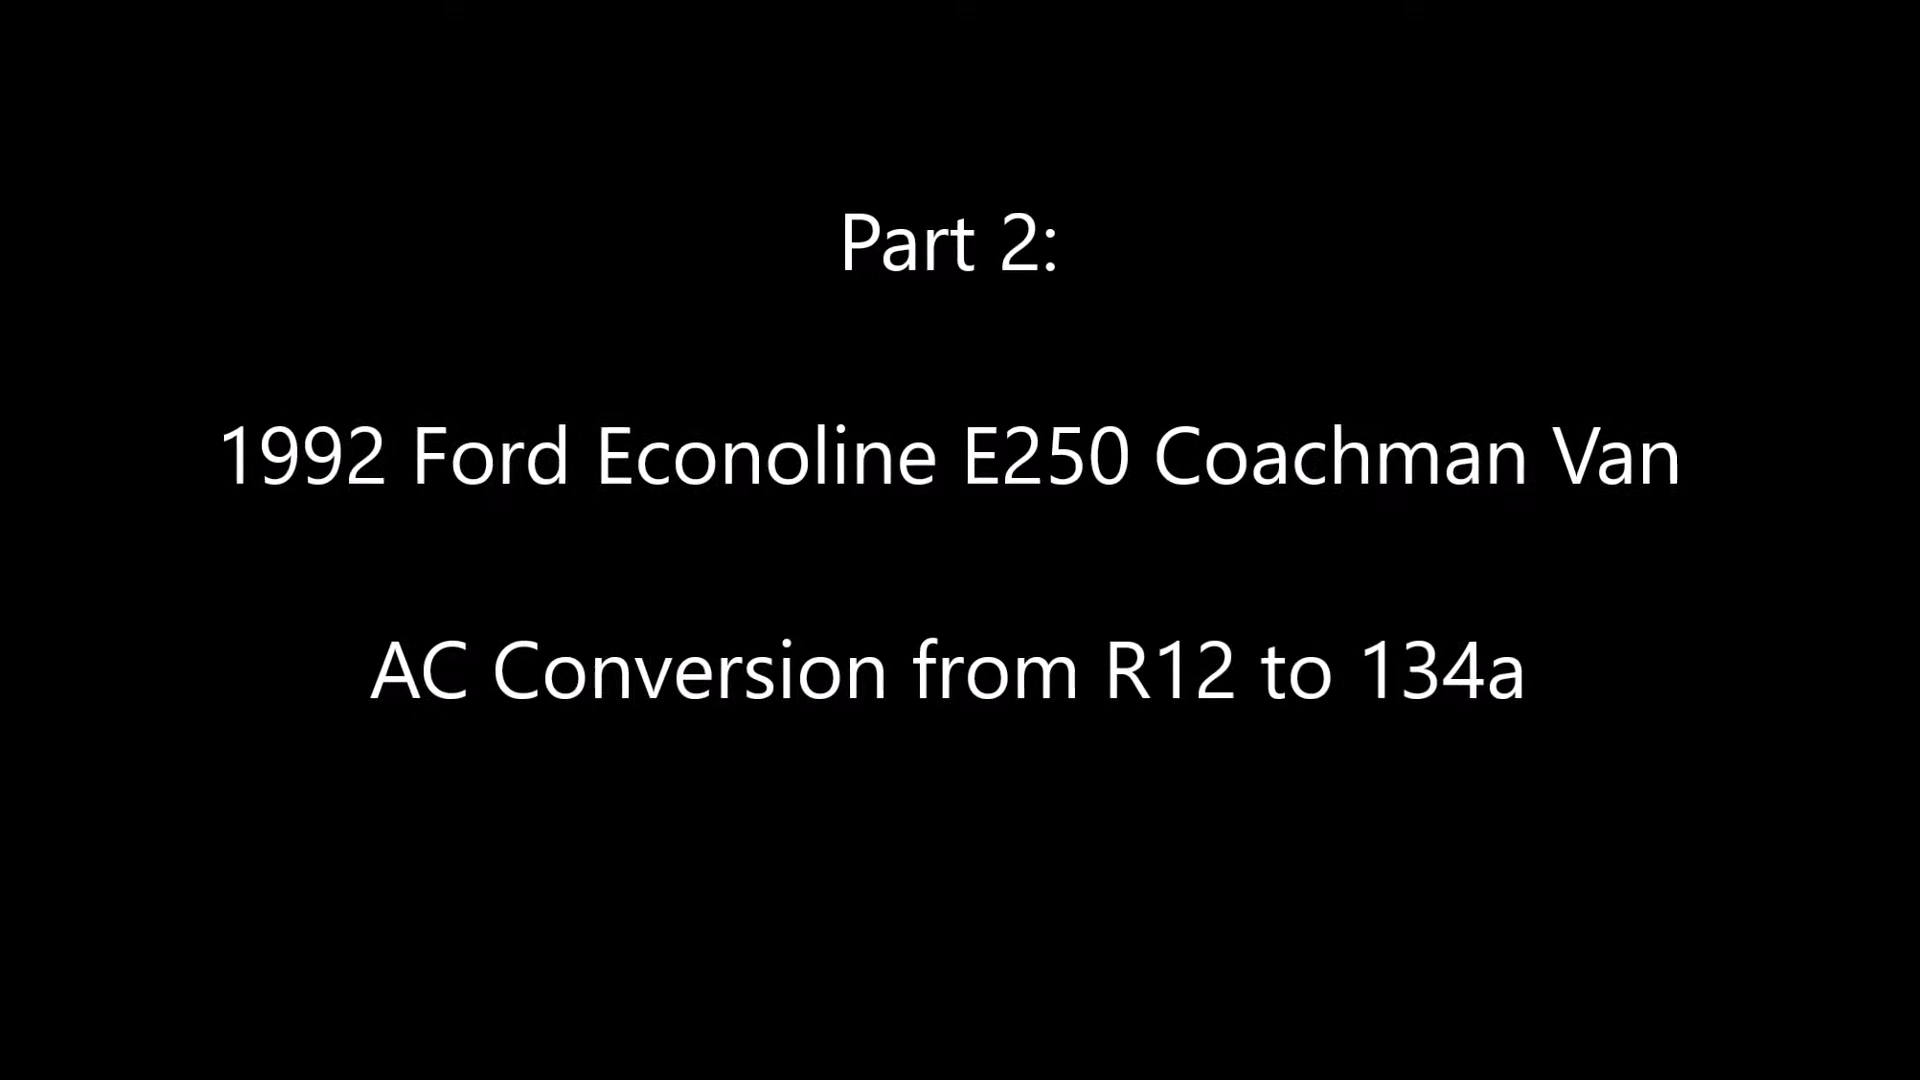 Part 2:
1992 Ford Econoline E250 Coachman Van
AC Conversion from R12 to 134a